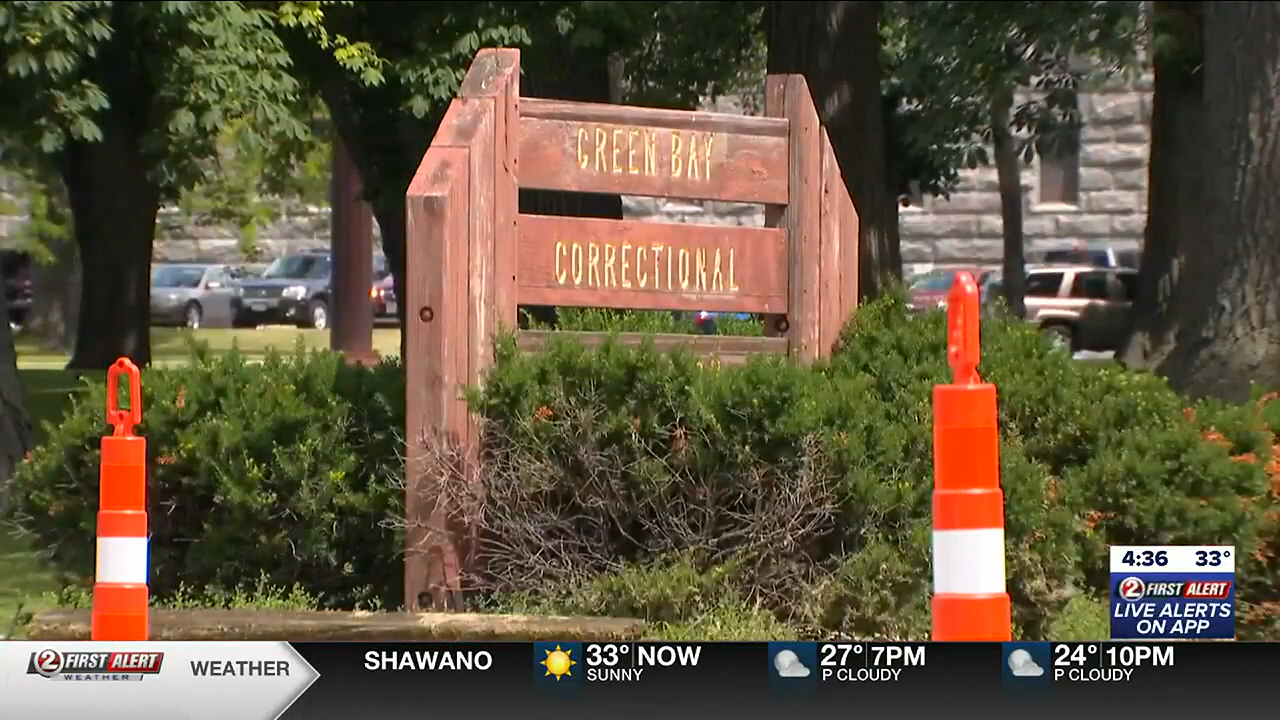 GREEN BAY
CORRECTIONAL
4:36 33°
2 FIRST ALERT
LIVE ALERTS
ON APP
2 FIRST ALERT
WEATHER
WEATHER
SHAWANO
33° NOW
SUNNY
27° 7PM
P CLOUDY
24° 10PM
P CLOUDY